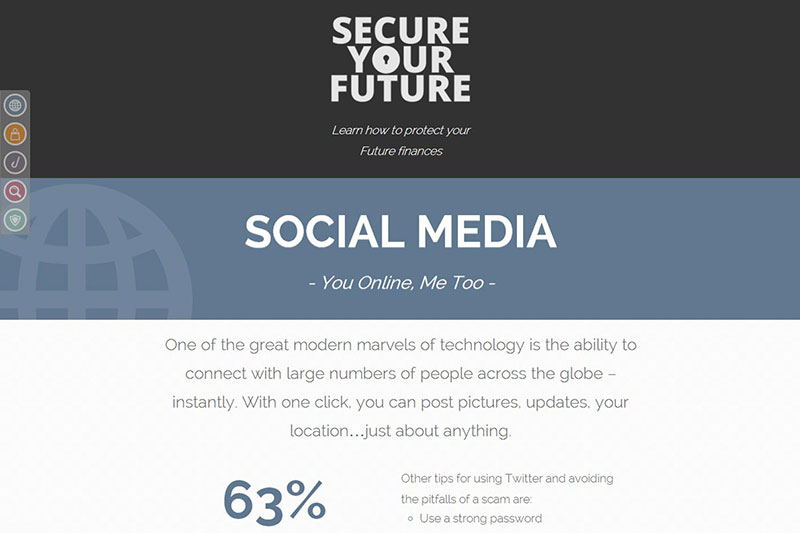 SECURE
YOUR
FUTURE
Learn how to protect your
Future finances
SOCIAL MEDIA
- You Online, Me Too -
One of the great modern marvels of technology is the ability to
connect with large numbers of people across the globe –
instantly. With one click, you can post pictures, updates, your
location...just about anything.
63%
Other tips for using Twitter and avoiding
the pitfalls of a scam are:
Use a strong password